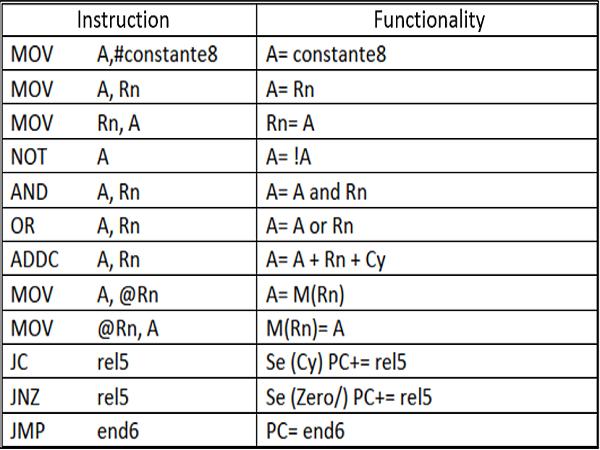 Instruction Functionality
MOV A,#constante8 A= constante8
MOV A, Rn A= Rn
MOV Rn, A Rn= A
NOT A A= !A
AND A, Rn A= A and Rn
OR A, Rn A= A or Rn
ADDC A, Rn A= A + Rn + Cy
MOV A, @Rn A= M(Rn)
MOV @Rn, A M(Rn)= A
JC rel5 Se (Cy) PC+= rel5
JNZ rel5 Se (Zero/) PC+= rel5
JMP end6 PC= end6